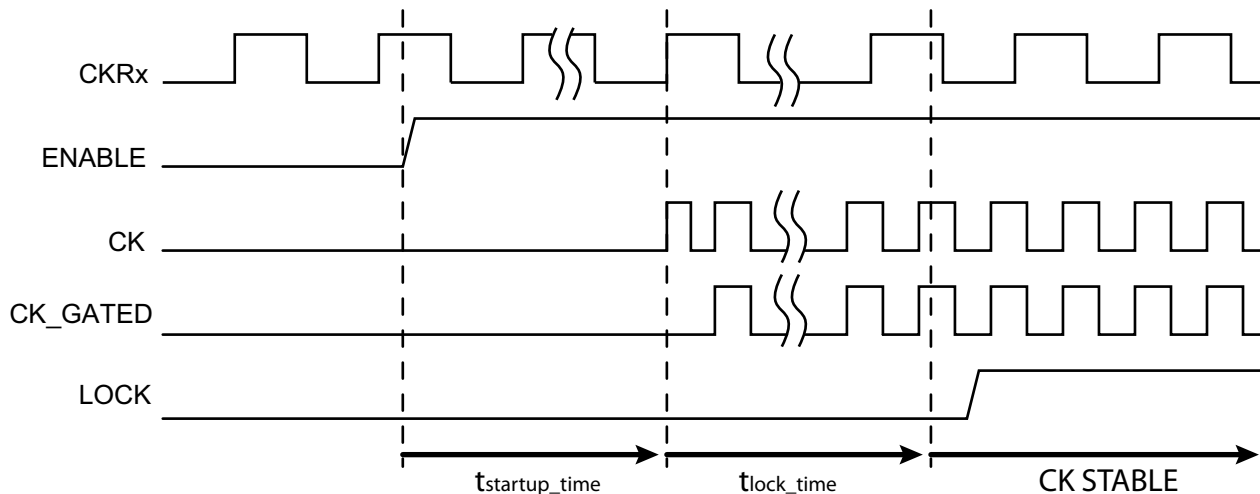 CKRx
ENABLE
CK
CK_GATED
LOCK
tstartup_time
tlock_time
CK STABLE